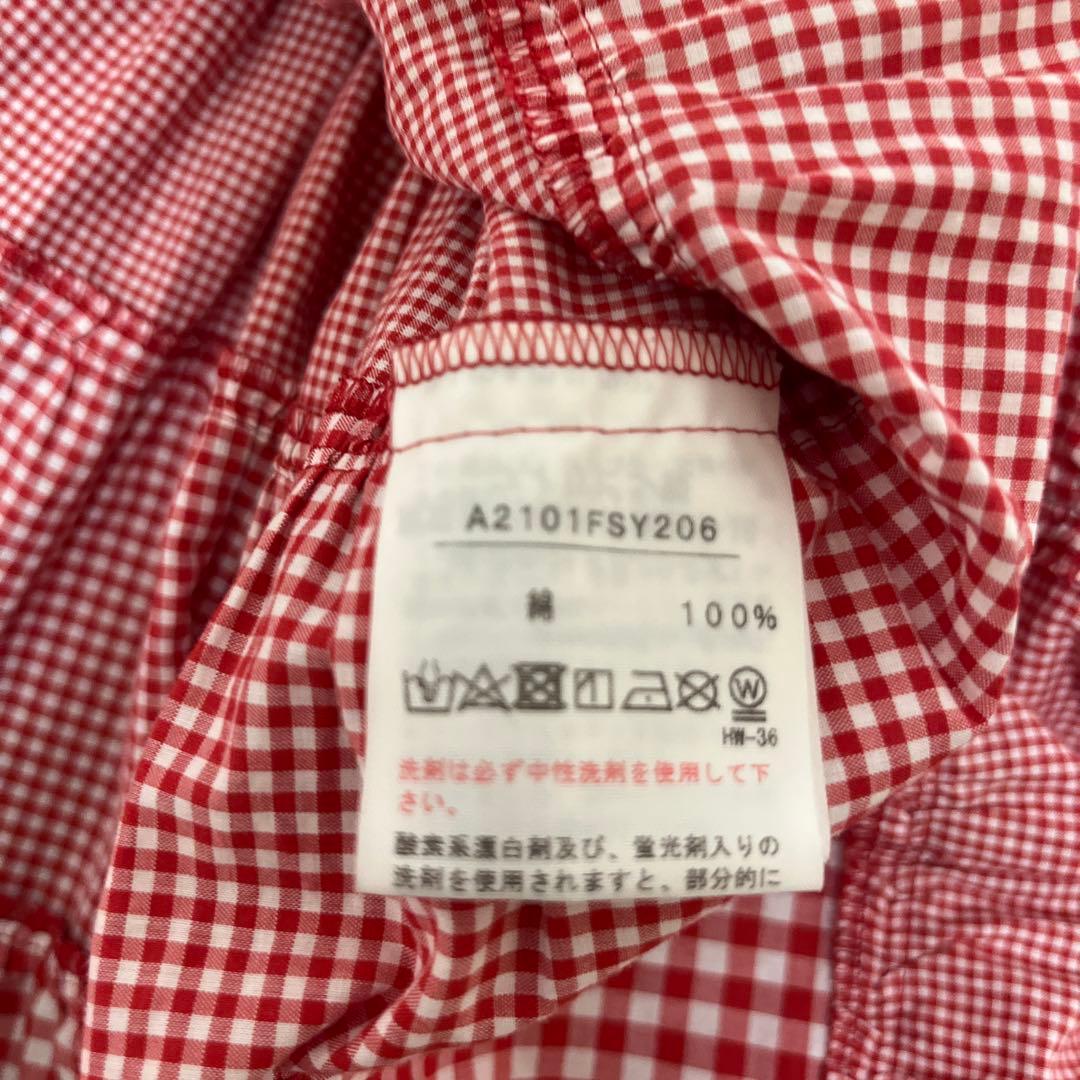 A2101FSY206
綿 100%
W
HW-36
洗剤は必ず中性洗剤を使用して下
さい。
酸素系漂白剤及び、蛍光剤入りの
洗剤を使用されますと、部分的に